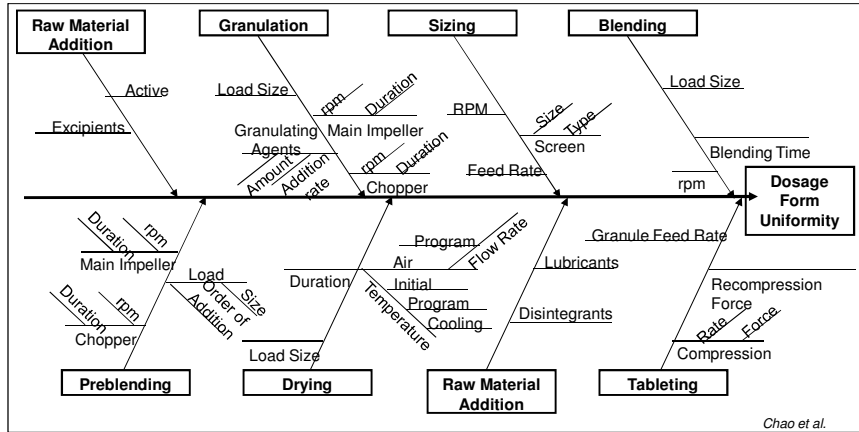 Raw Material
Addition
Granulation
Sizing
Blending
Active
Excipients
Load Size
rpm
Duration
Main Impeller
Granulating
Agents
Amount
Addition
rate
rpm
Duration
Chopper
RPM
Size
Type
Screen
Feed Rate
Load Size
Blending Time
rpm
Dosage
Form
Uniformity
Duration
rpm
Main Impeller
Duration
rpm
Chopper
Load
Size
Order of
Addition
Preblending
Duration
Air
Program
Flow Rate
Temperature
Initial
Program
Cooling
Load Size
Drying
Lubricants
Disintegrants
Raw Material
Addition
Granule Feed Rate
Recompression
Force
Rate
Force
Compression
Tableting
Chao et al.